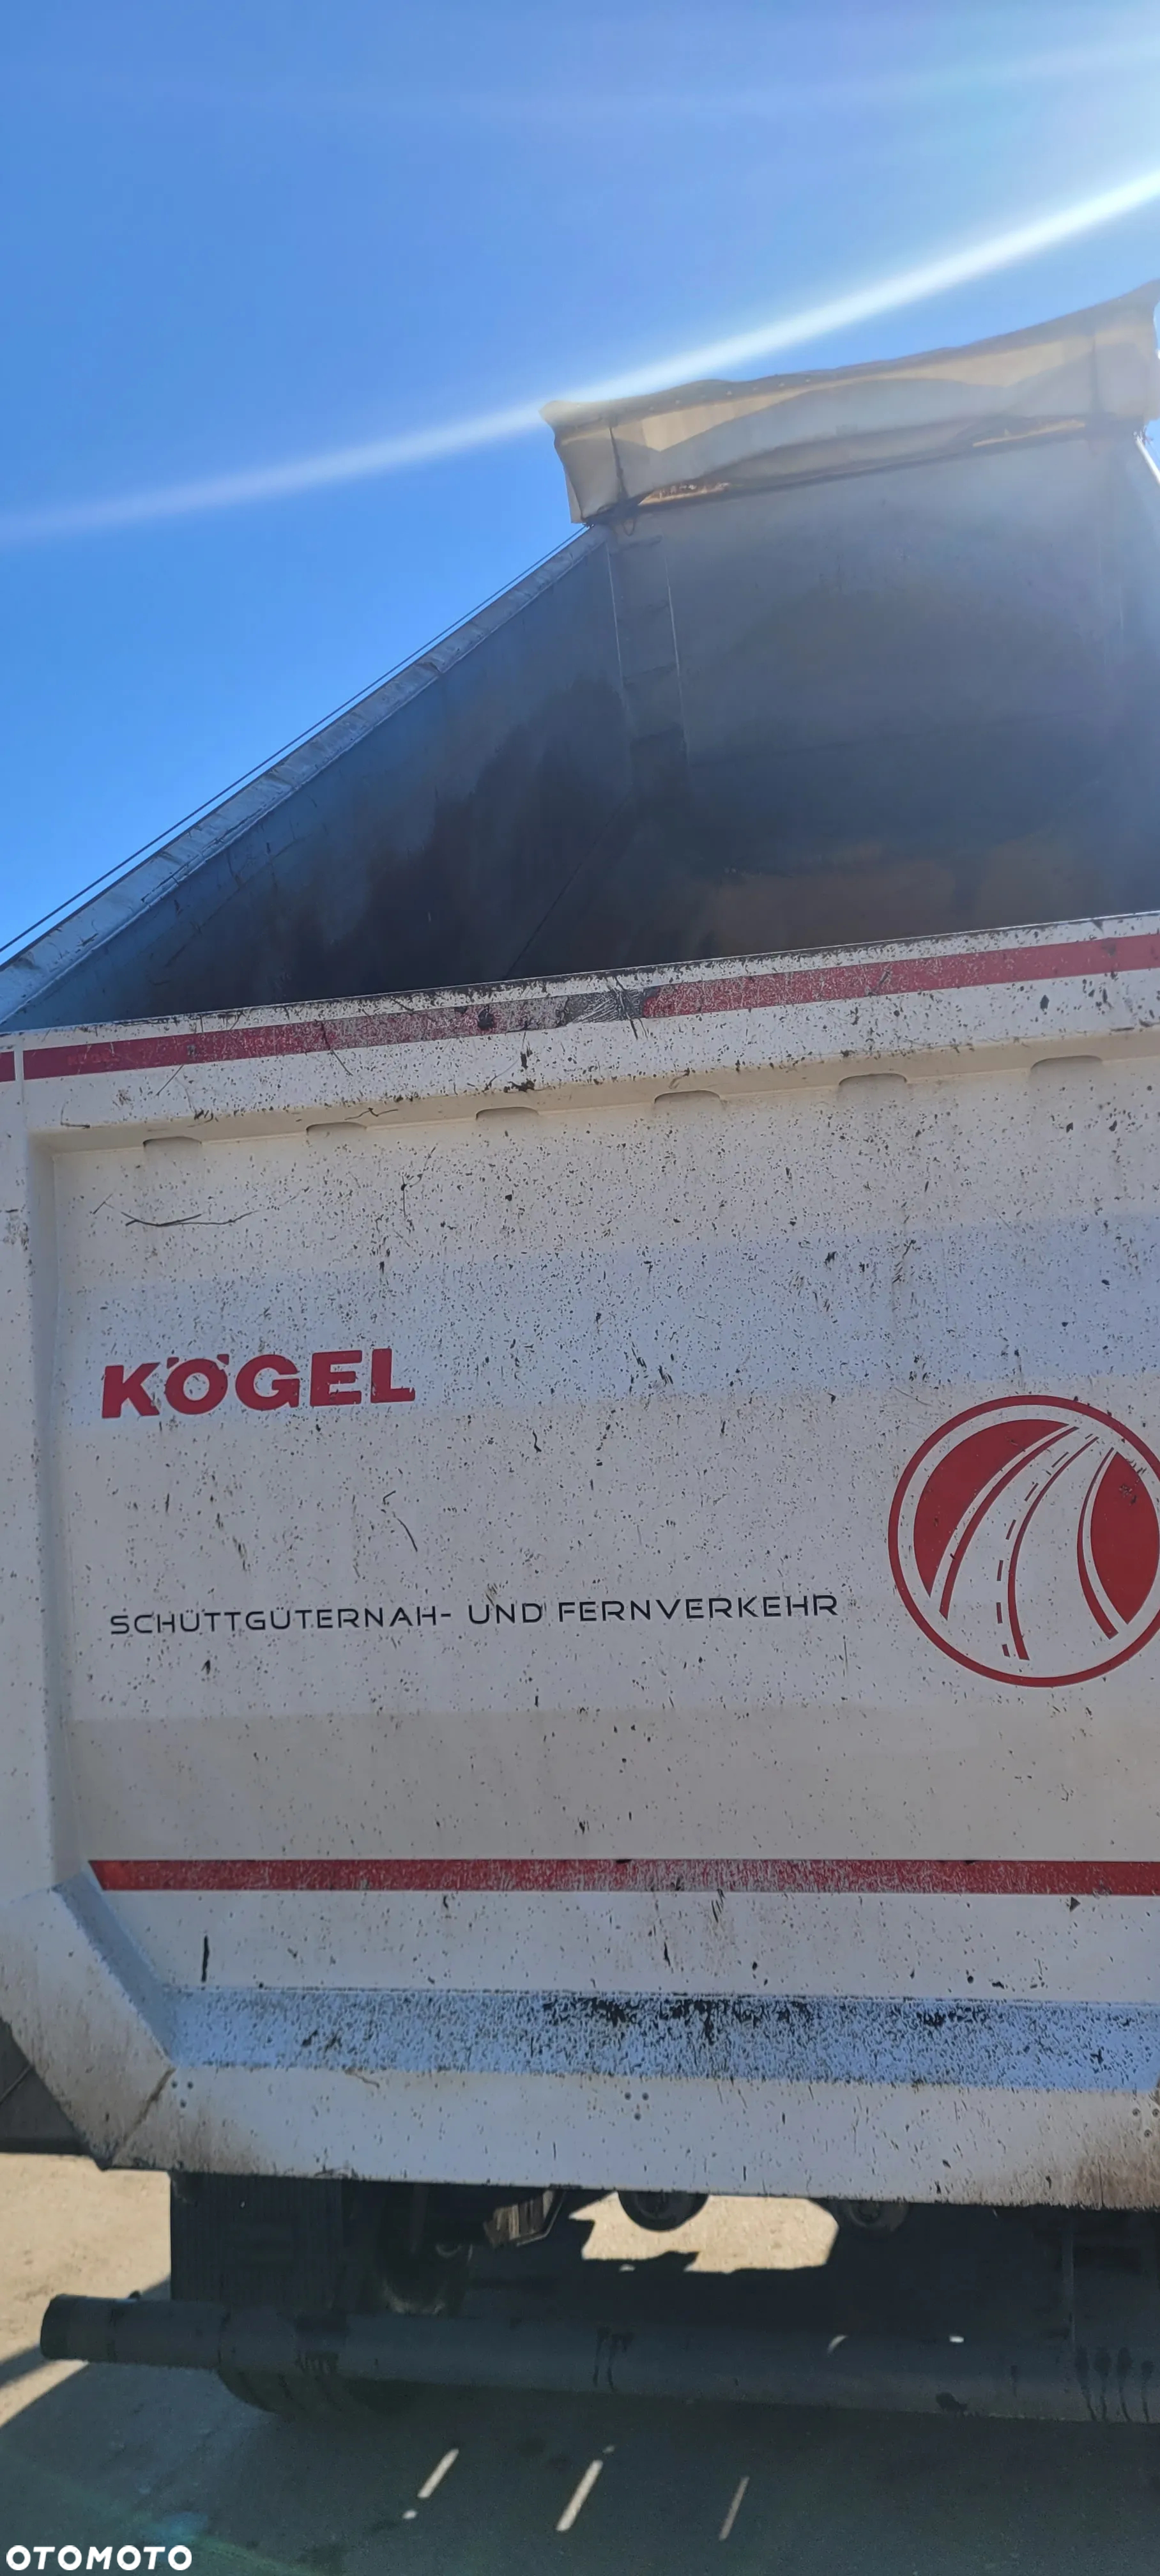 KÖGEL
SCHÜTTGÜTERNAH- UND FERNVERKEHR
OTOMOTO